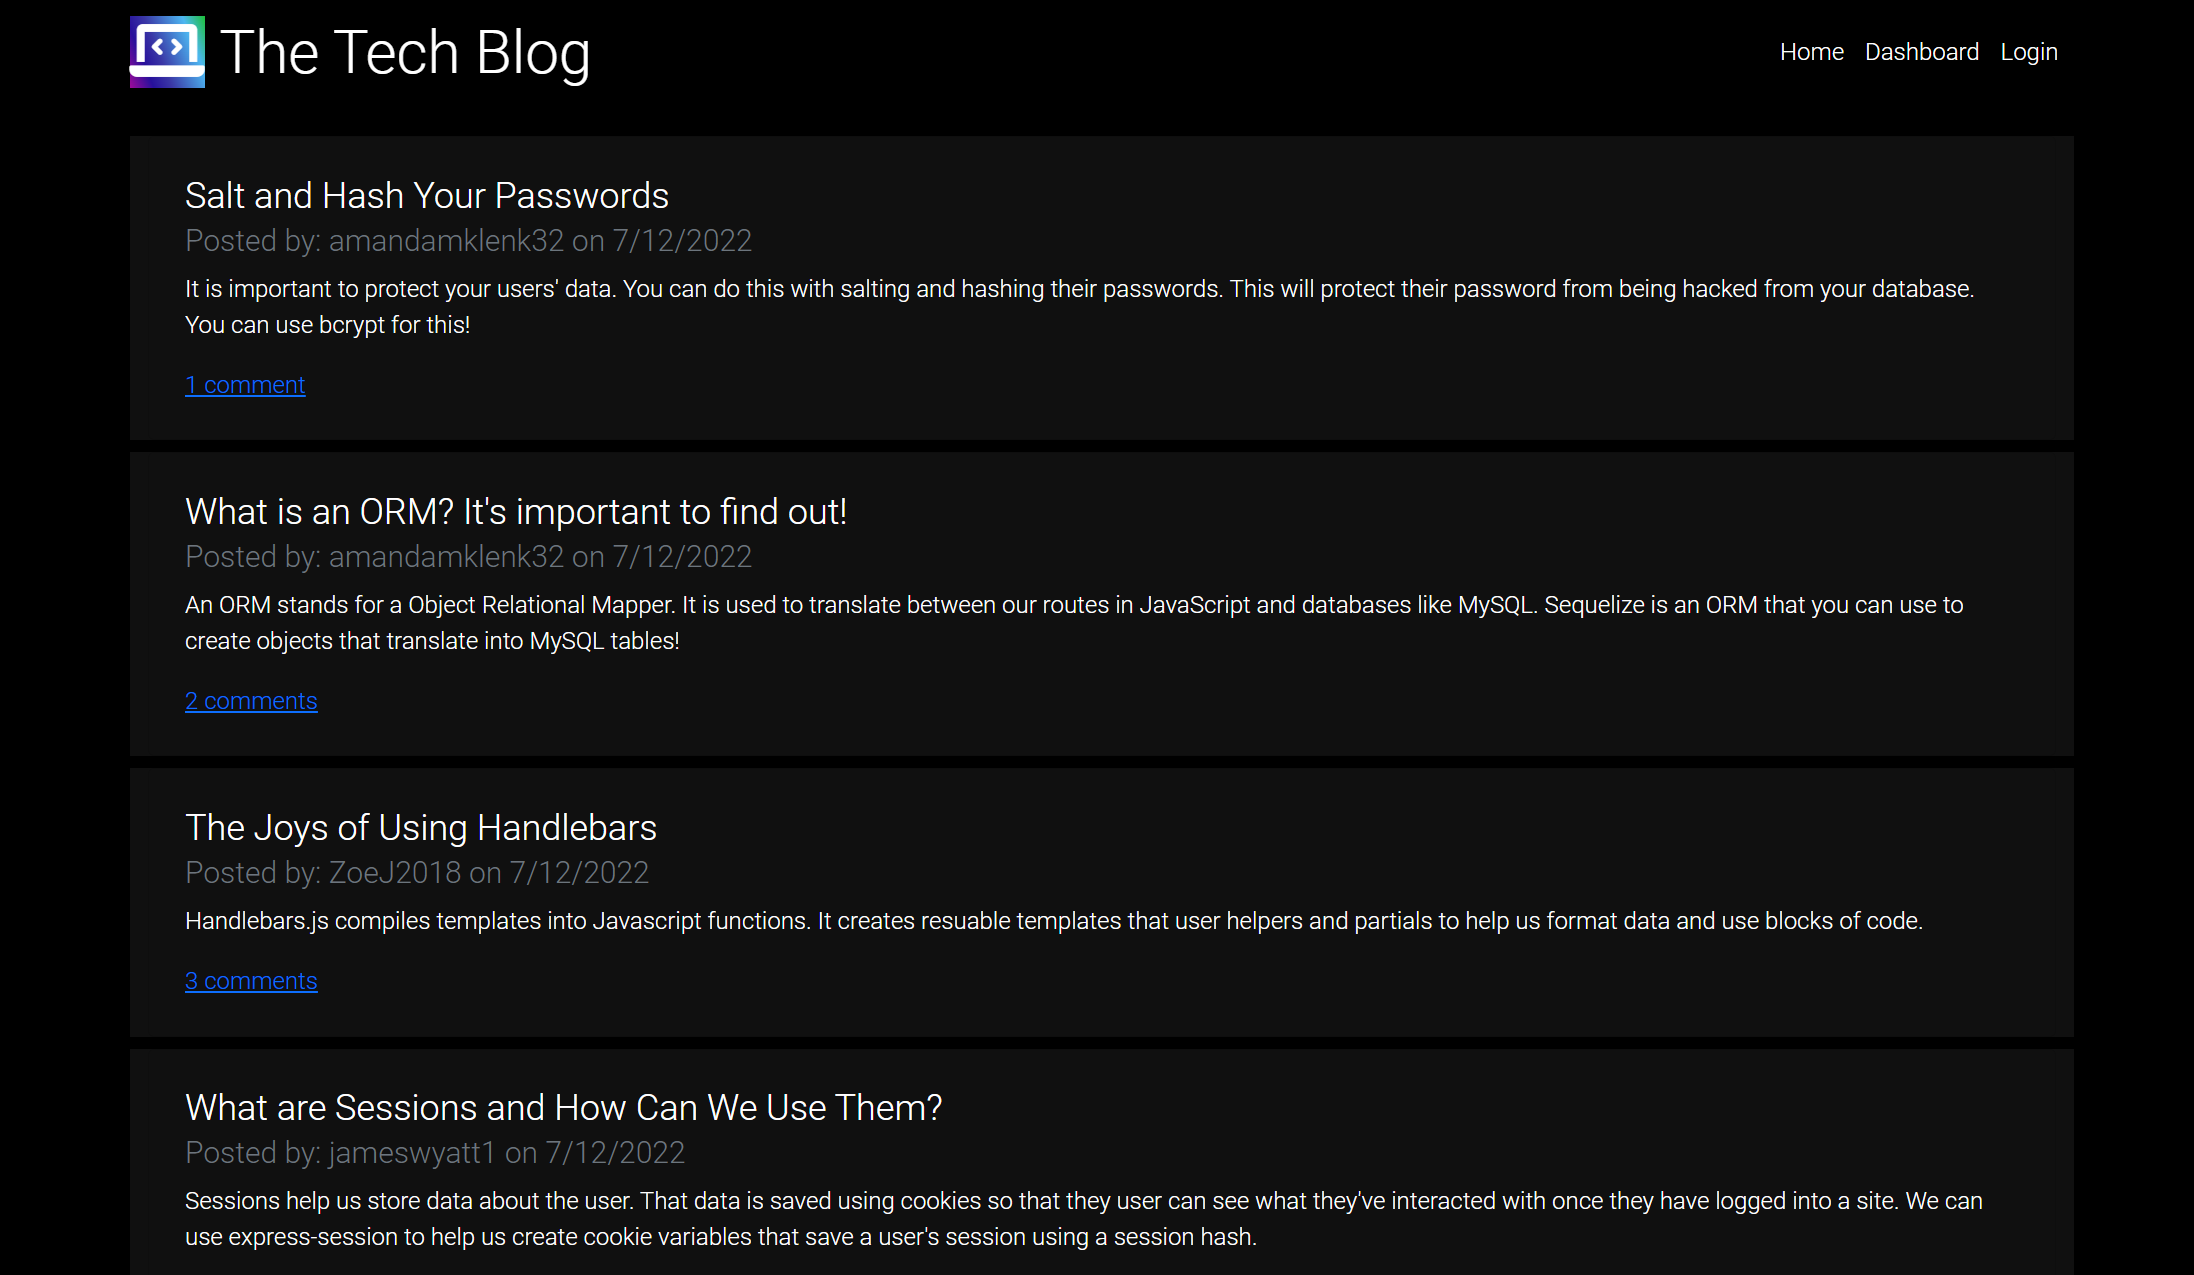 The Tech Blog
Home Dashboard Login
Salt and Hash Your Passwords
Posted by: amandamklenk32 on 7/12/2022
It is important to protect your users' data. You can do this with salting and hashing their passwords. This will protect their password from being hacked from your database.
You can use bcrypt for this!
1 comment
What is an ORM? It's important to find out!
Posted by: amandamklenk32 on 7/12/2022
An ORM stands for a Object Relational Mapper. It is used to translate between our routes in JavaScript and databases like MySQL. Sequelize is an ORM that you can use to
create objects that translate into MySQL tables!
2 comments
The Joys of Using Handlebars
Posted by: ZoeJ2018 on 7/12/2022
Handlebars.js compiles templates into Javascript functions. It creates resuable templates that user helpers and partials to help us format data and use blocks of code.
3 comments
What are Sessions and How Can We Use Them?
Posted by: jameswyatt1 on 7/12/2022
Sessions help us store data about the user. That data is saved using cookies so that they user can see what they've interacted with once they have logged into a site. We can
use express-session to help us create cookie variables that save a user's session using a session hash.